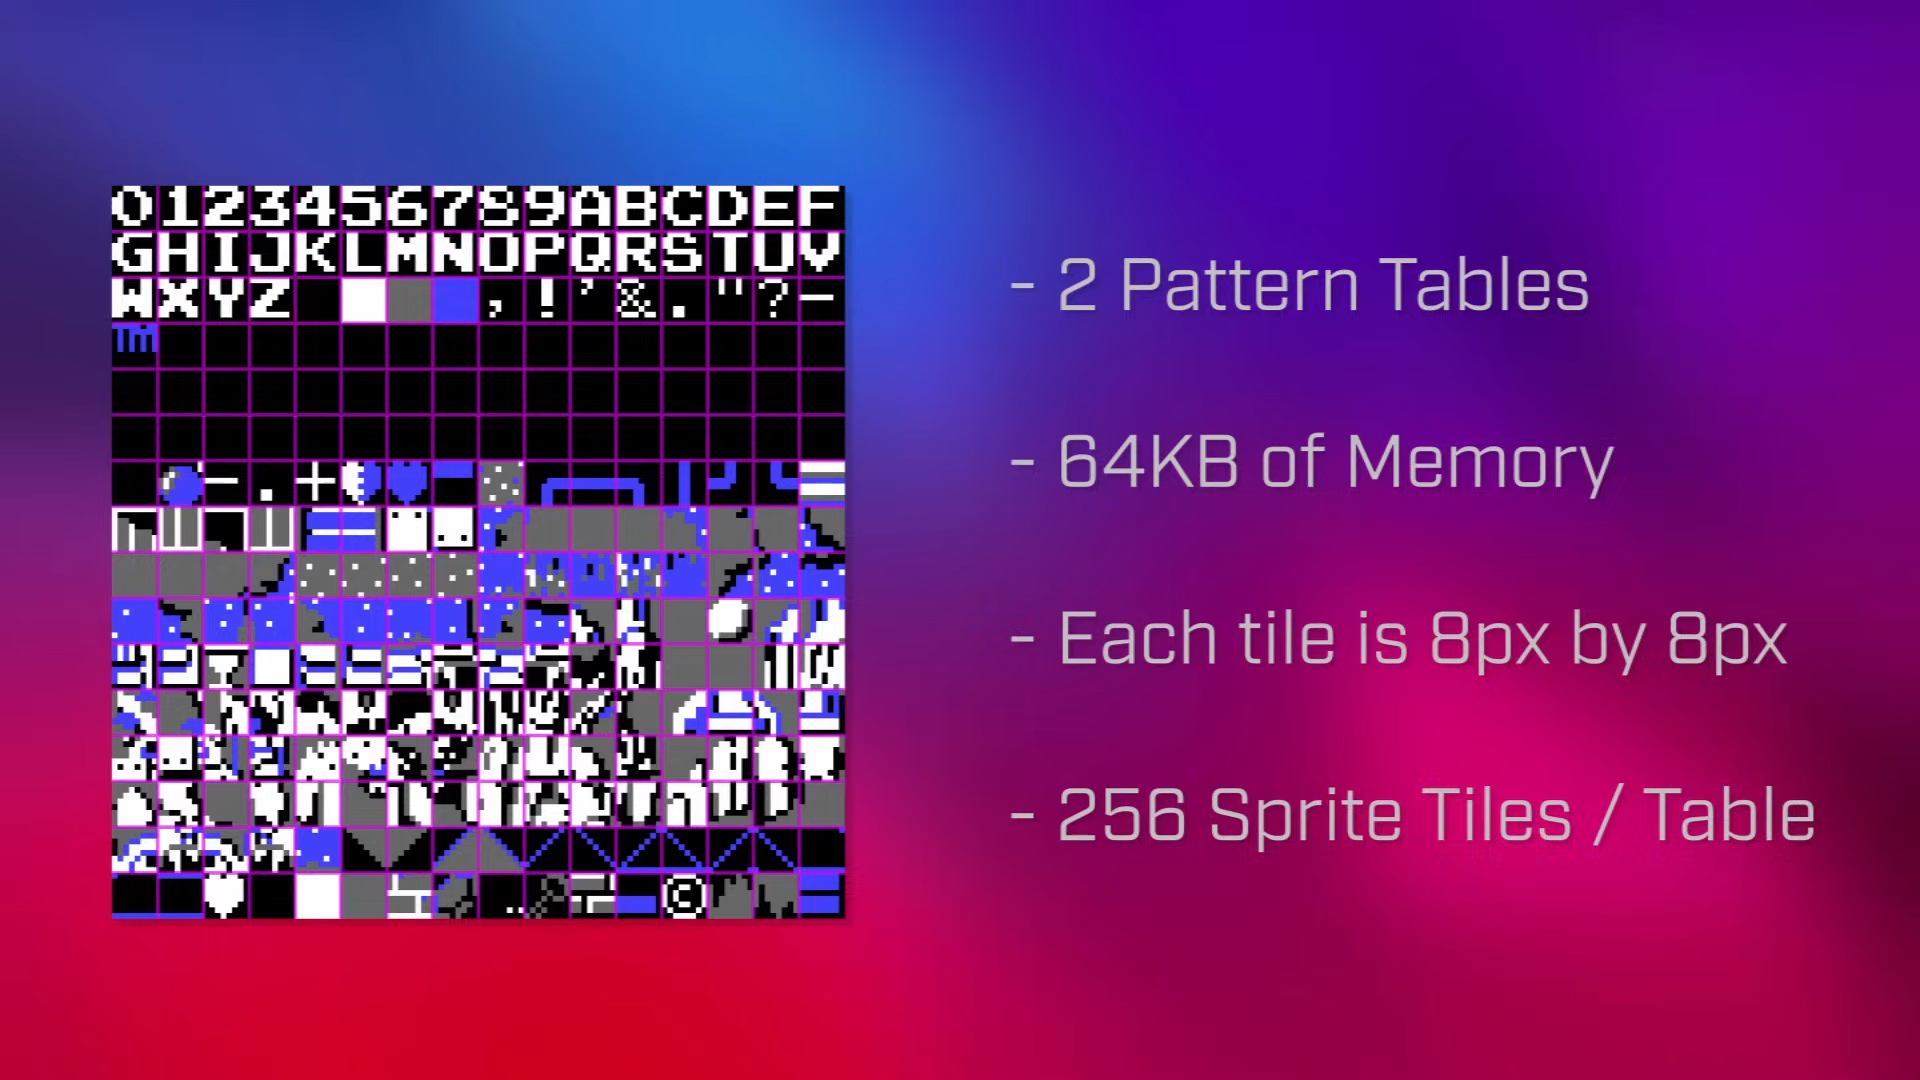 0123456789ABCDEF
GHIJKLMNOPQRSTUV
WXYZ ,!'&."?-
- . +
©
- 2 Pattern Tables
- 64KB of Memory
- Each tile is 8px by 8px
- 256 Sprite Tiles / Table